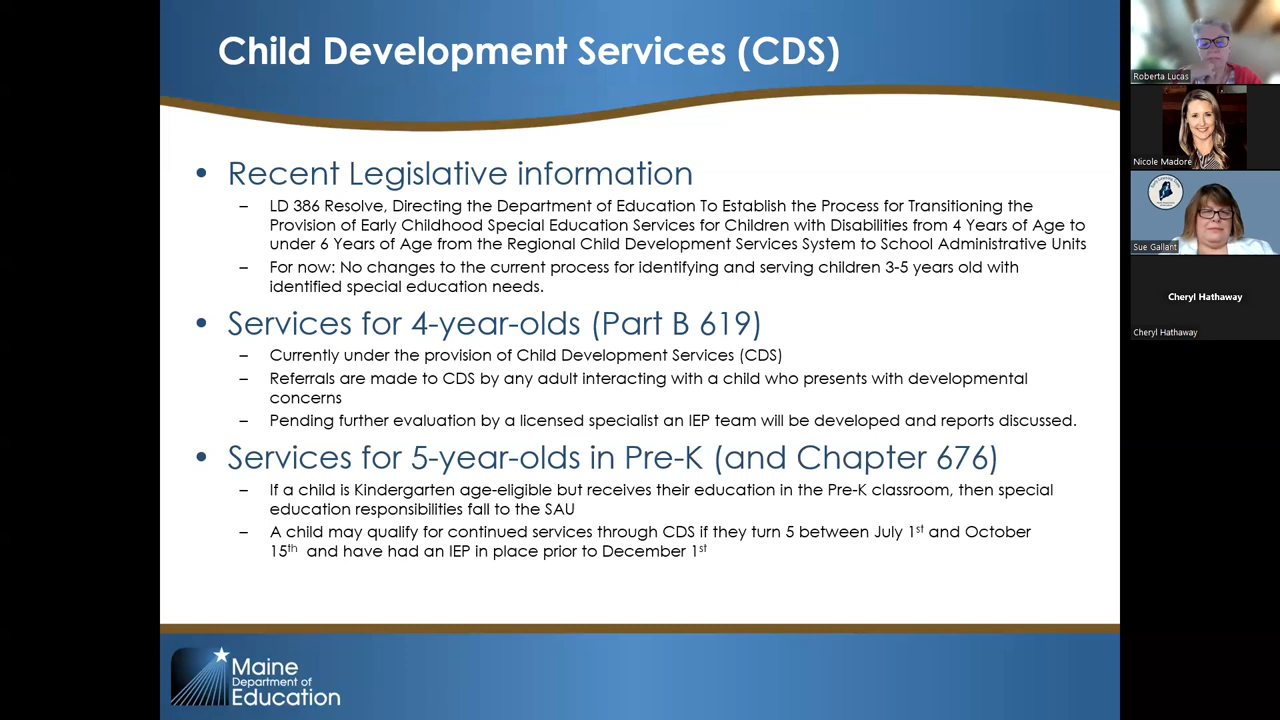 Child Development Services (CDS)
• Recent Legislative information
– LD 386 Resolve, Directing the Department of Education To Establish the Process for Transitioning the
Provision of Early Childhood Special Education Services for Children with Disabilities from 4 Years of Age to
under 6 Years of Age from the Regional Child Development Services System to School Administrative Units
– For now: No changes to the current process for identifying and serving children 3-5 years old with
identified special education needs.
• Services for 4-year-olds (Part B 619)
– Currently under the provision of Child Development Services (CDS)
– Referrals are made to CDS by any adult interacting with a child who presents with developmental
concerns
– Pending further evaluation by a licensed specialist an IEP team will be developed and reports discussed.
• Services for 5-year-olds in Pre-K (and Chapter 676)
– If a child is Kindergarten age-eligible but receives their education in the Pre-K classroom, then special
education responsibilities fall to the SAU
– A child may qualify for continued services through CDS if they turn 5 between July 1st and October
15th and have had an IEP in place prior to December 1st
Maine
Department of
Education
Roberta Lucas
Nicole Madore
Sue Gallant
Cheryl Hathaway
Cheryl Hathaway